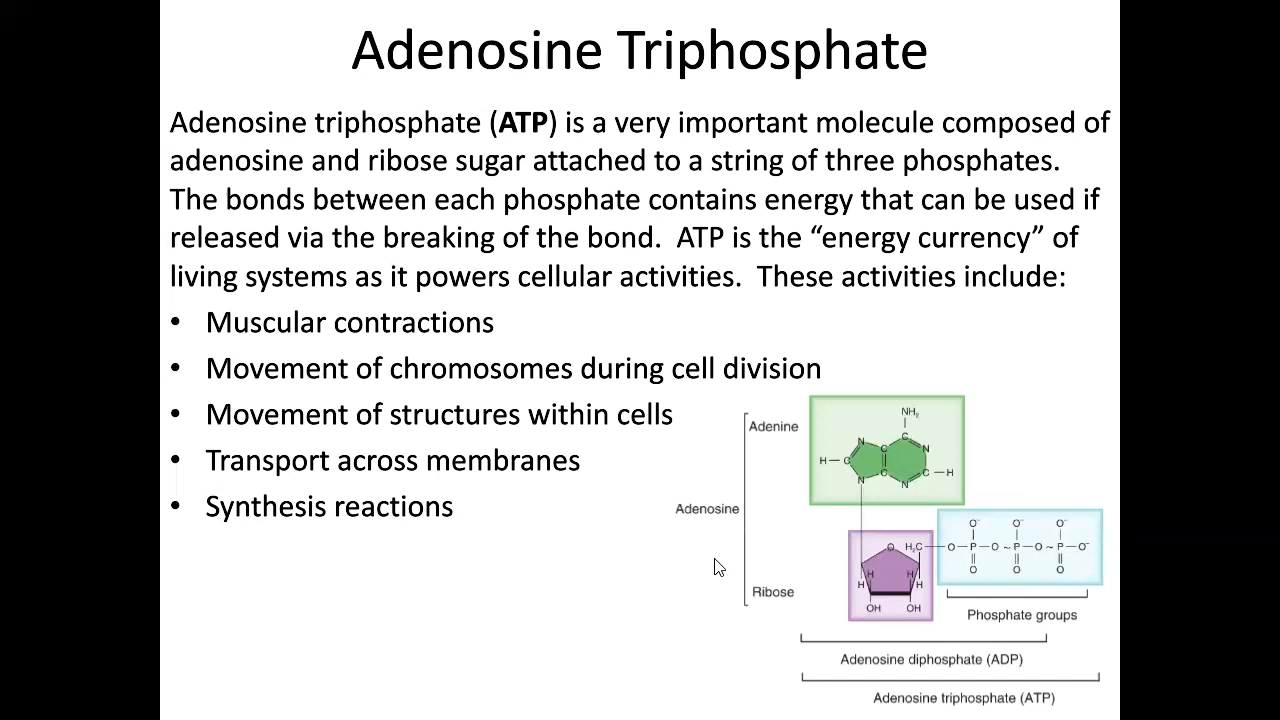 Adenosine Triphosphate
Adenosine triphosphate (ATP) is a very important molecule composed of
adenosine and ribose sugar attached to a string of three phosphates.
The bonds between each phosphate contains energy that can be used if
released via the breaking of the bond.  ATP is the “energy currency” of
living systems as it powers cellular activities.  These activities include:
• Muscular contractions
• Movement of chromosomes during cell division
• Movement of structures within cells
• Transport across membranes
• Synthesis reactions
Adenine
NH₂
C
N C N
H—C
C C—H
N N
Adenosine
O⁻ O⁻ O⁻
O H₂C—O—P—O~P—O~P—O⁻
O O O
H H H H
Ribose
OH OH
Phosphate groups
Adenosine diphosphate (ADP)
Adenosine triphosphate (ATP)